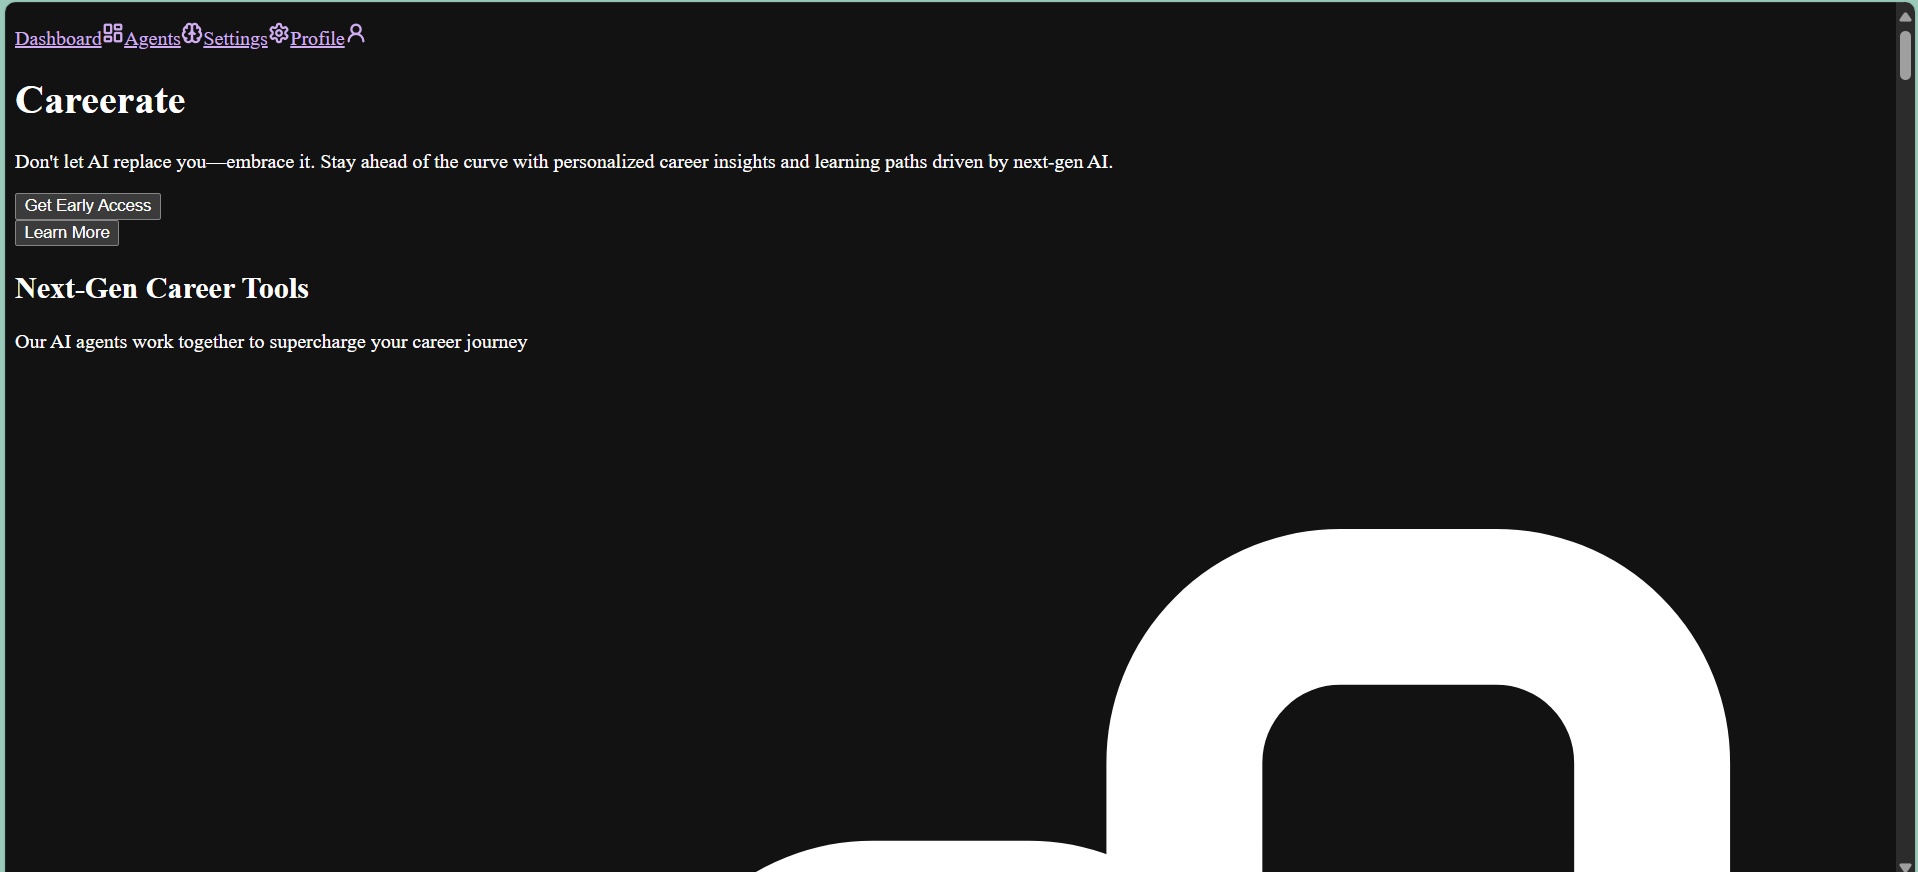 Dashboard Agents Settings Profile
Careerate
Don't let AI replace you—embrace it. Stay ahead of the curve with personalized career insights and learning paths driven by next-gen AI.
Get Early Access
Learn More
Next-Gen Career Tools
Our AI agents work together to supercharge your career journey